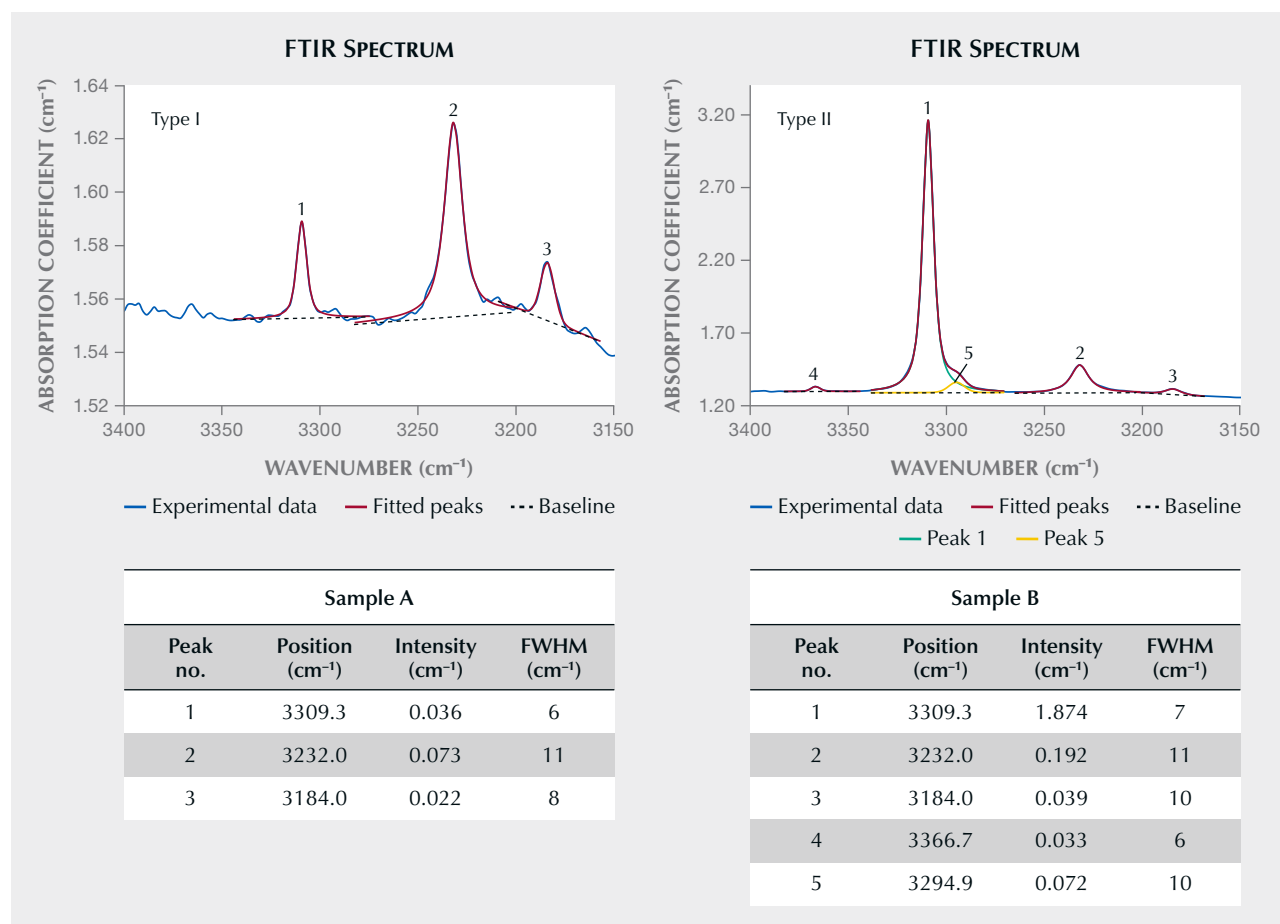 FTIR SPECTRUM
ABSORPTION COEFFICIENT (cm⁻¹)
1.64
1.62
1.60
1.58
1.56
1.54
1.52
Type I
1
2
3
3400
3350
3300
3250
3200
3150
WAVENUMBER (cm⁻¹)
Experimental data
Fitted peaks
Baseline
Sample A
Peak no. Position (cm⁻¹) Intensity (cm⁻¹) FWHM (cm⁻¹)
1 3309.3 0.036 6
2 3232.0 0.073 11
3 3184.0 0.022 8
FTIR SPECTRUM
ABSORPTION COEFFICIENT (cm⁻¹)
3.20
2.70
2.20
1.70
1.20
Type II
4
1
5
2
3
3400
3350
3300
3250
3200
3150
WAVENUMBER (cm⁻¹)
Experimental data
Fitted peaks
Baseline
Peak 1
Peak 5
Sample B
Peak no. Position (cm⁻¹) Intensity (cm⁻¹) FWHM (cm⁻¹)
1 3309.3 1.874 7
2 3232.0 0.192 11
3 3184.0 0.039 10
4 3366.7 0.033 6
5 3294.9 0.072 10